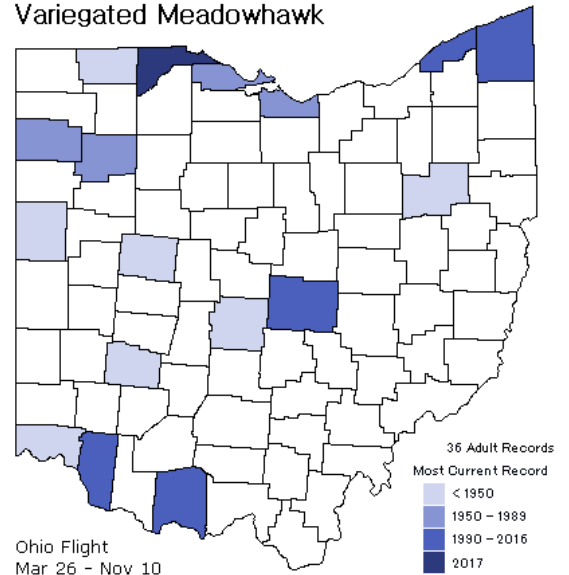 Variegated Meadowhawk
36 Adult Records
Most Current Record
< 1950
1950 - 1989
1990 - 2016
2017
Ohio Flight
Mar 26 - Nov 10